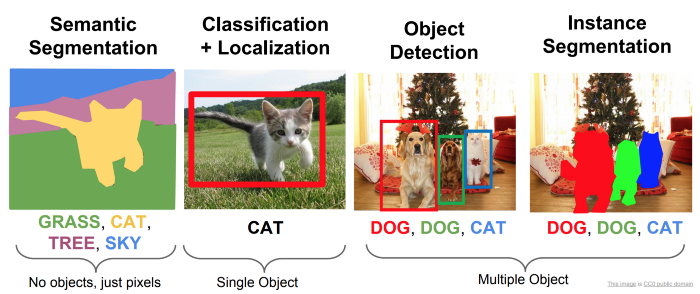 Semantic
Segmentation
Classification
+ Localization
Object
Detection
Instance
Segmentation
GRASS, CAT,
TREE, SKY
CAT
DOG, DOG, CAT
DOG, DOG, CAT
No objects, just pixels
Single Object
Multiple Object
This image is CC0 public domain